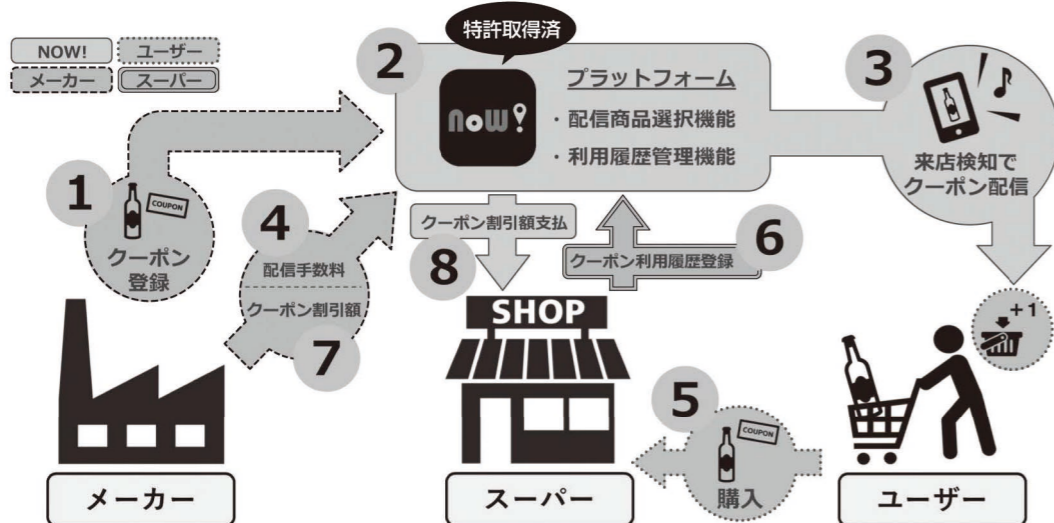 NOW!
ユーザー
メーカー
スーパー
特許取得済
2
now!
プラットフォーム
・配信商品選択機能
・利用履歴管理機能
3
来店検知で
クーポン配信
1
COUPON
クーポン
登録
4
配信手数料
クーポン割引額
7
クーポン割引額支払
8
クーポン利用履歴登録
6
SHOP
+1
5
COUPON
購入
メーカー
スーパー
ユーザー